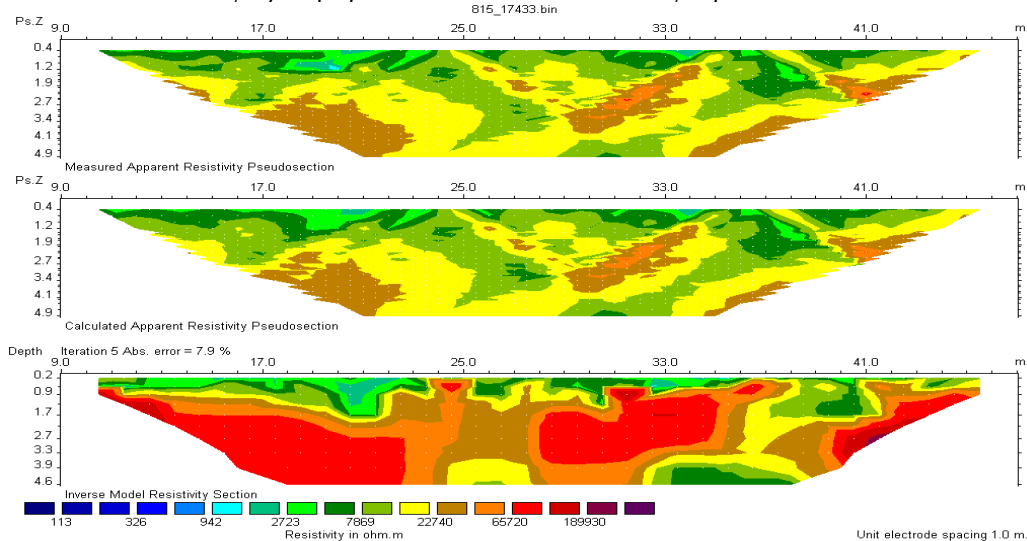 815_17433.bin
Ps.Z 9.0 17.0 25.0 33.0 41.0 m
0.4
1.2
1.9
2.7
3.4
4.1
4.9
Measured Apparent Resistivity Pseudosection
Ps.Z 9.0 17.0 25.0 33.0 41.0 m
0.4
1.2
1.9
2.7
3.4
4.1
4.9
Calculated Apparent Resistivity Pseudosection
Depth Iteration 5 Abs. error = 7.9 %
9.0 17.0 25.0 33.0 41.0 m
0.2
0.9
1.7
2.7
3.3
3.9
4.6
Inverse Model Resistivity Section
113 326 942 2723 7869 22740 65720 189930
Resistivity in ohm.m Unit electrode spacing 1.0 m.